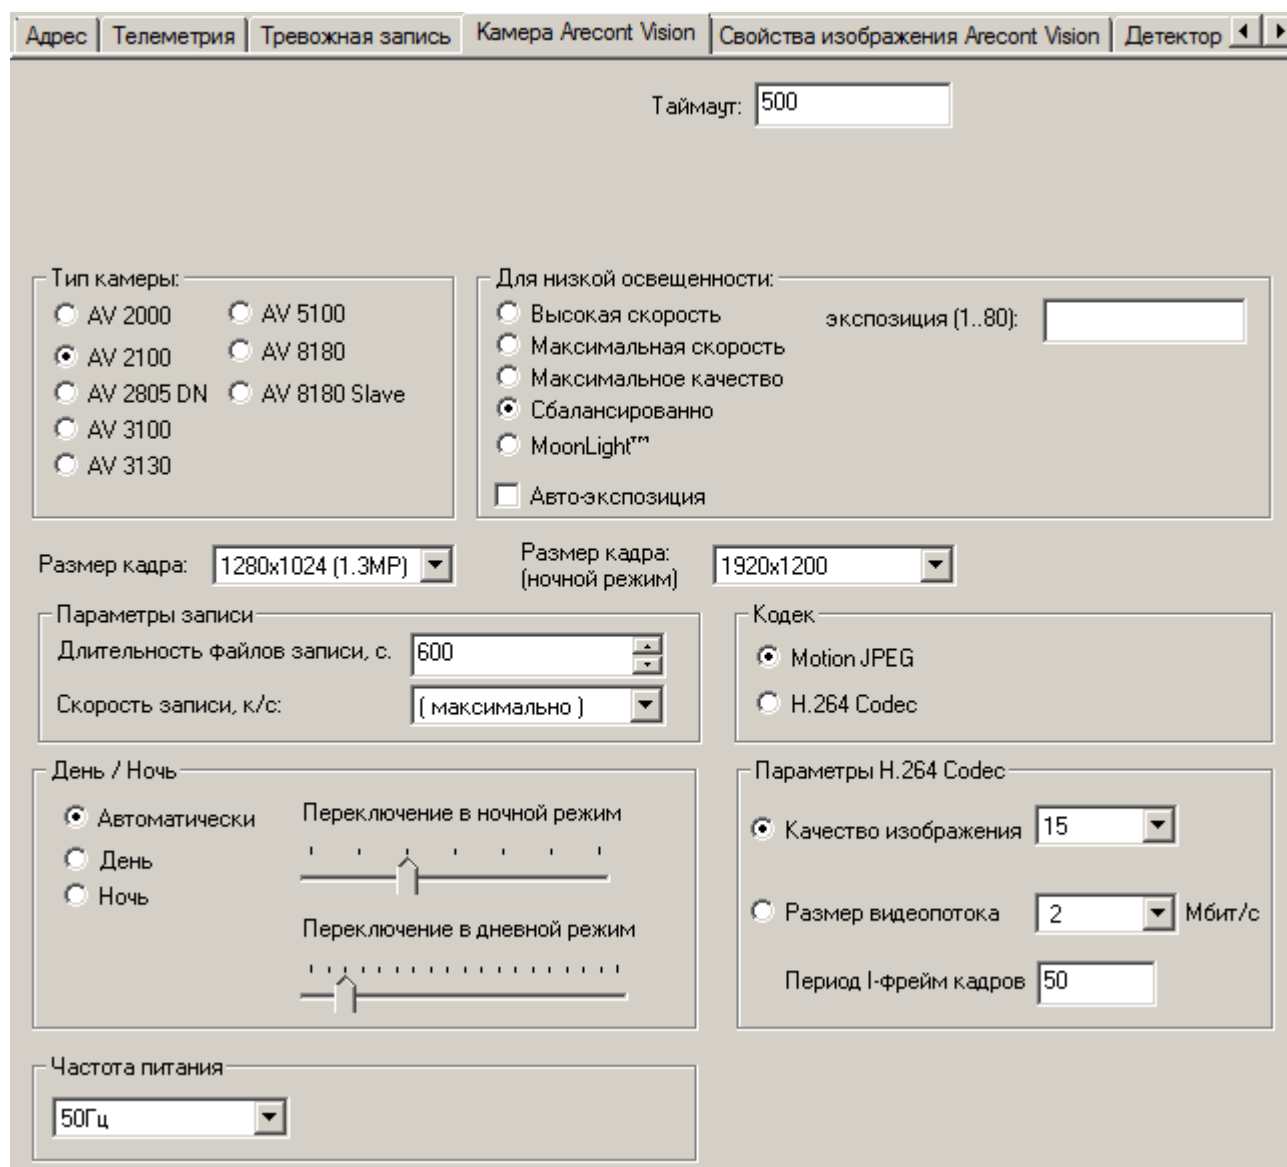 Адрес
Телеметрия
Тревожная запись
Камера Arecont Vision
Свойства изображения Arecont Vision
Детектор
Таймаут: 500
Тип камеры:
AV 2000
AV 2100
AV 2805 DN
AV 3100
AV 3130
AV 5100
AV 8180
AV 8180 Slave
Для низкой освещенности:
Высокая скорость
Максимальная скорость
Максимальное качество
Сбалансированно
MoonLight™
Авто-экспозиция
экспозиция (1..80):
Размер кадра: 1280x1024 (1.3MP)
Размер кадра:
(ночной режим)
1920x1200
Параметры записи
Длительность файлов записи, с. 600
Скорость записи, к/с: ( максимально )
Кодек
Motion JPEG
H.264 Codec
День / Ночь
Автоматически
День
Ночь
Переключение в ночной режим
Переключение в дневной режим
Параметры H.264 Codec
Качество изображения 15
Размер видеопотока 2 Мбит/с
Период I-фрейм кадров 50
Частота питания
50Гц